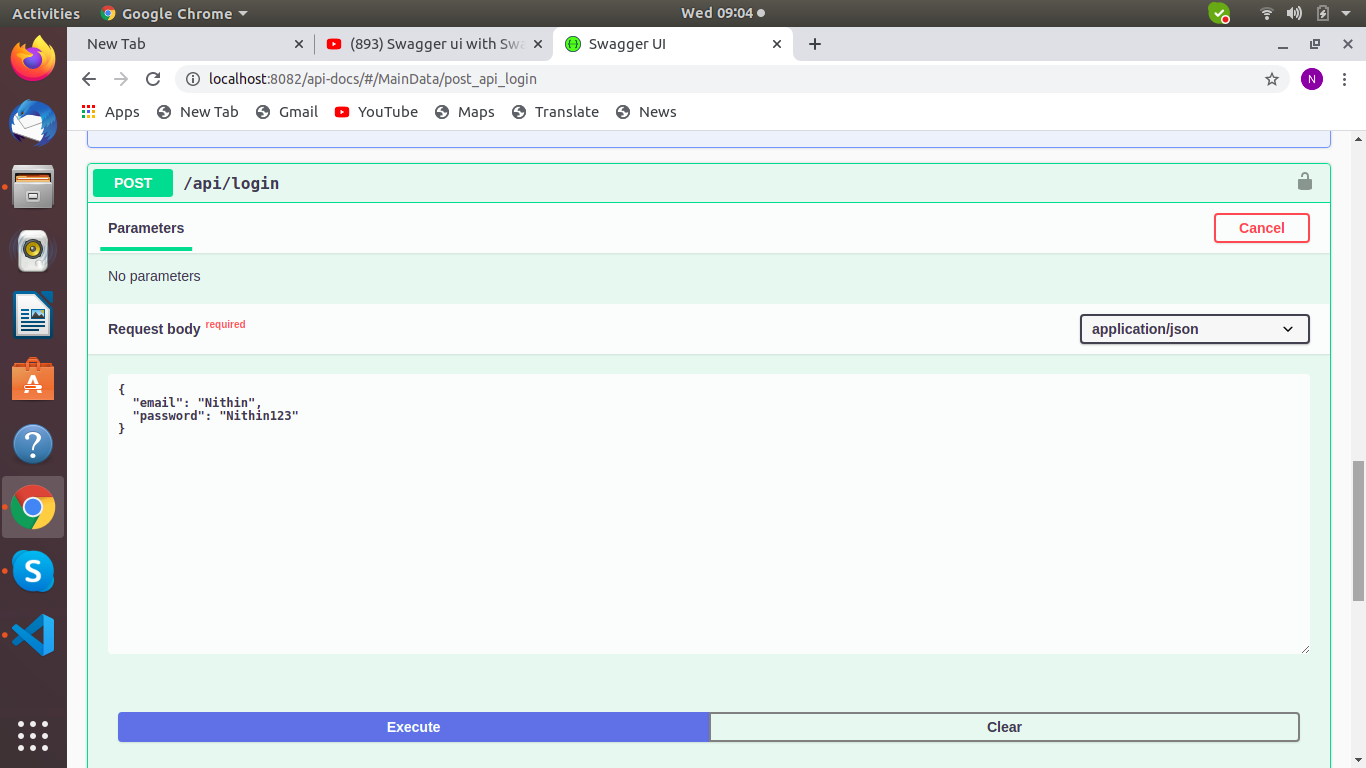 Activities Google Chrome Wed 09:04
New Tab (893) Swagger ui with Swa Swagger UI
localhost:8082/api-docs/#/MainData/post_api_login N
Apps New Tab Gmail YouTube Maps Translate News
POST /api/login
Parameters Cancel
No parameters
Request body required application/json
{
"email": "Nithin",
"password": "Nithin123"
}
Execute Clear